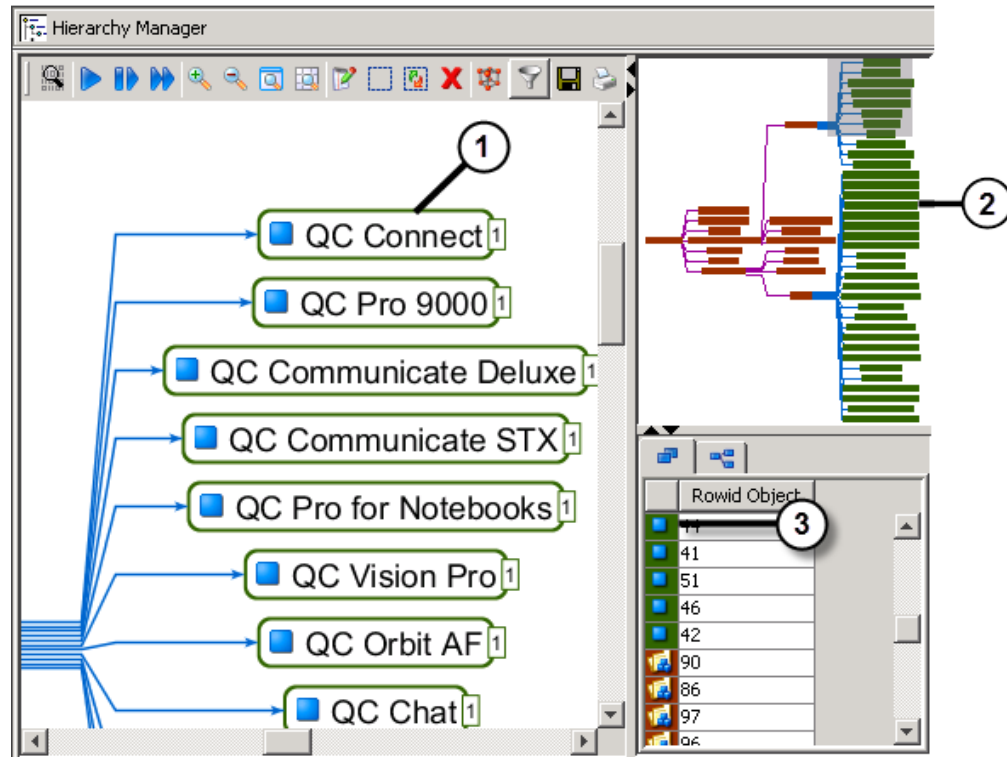 Hierarchy Manager
1
QC Connect 1
QC Pro 9000 1
QC Communicate Deluxe 1
QC Communicate STX 1
QC Pro for Notebooks 1
QC Vision Pro 1
QC Orbit AF 1
QC Chat 1
2
Rowid Object
3
41
51
46
42
90
86
97
96